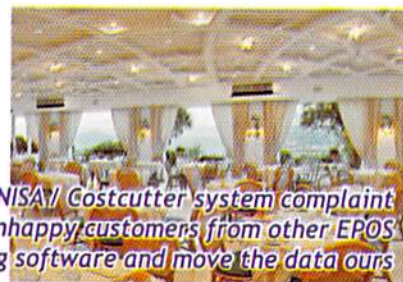 NISA / Costcutter system complaint
nhappy customers from other EPOS
g software and move the data ours